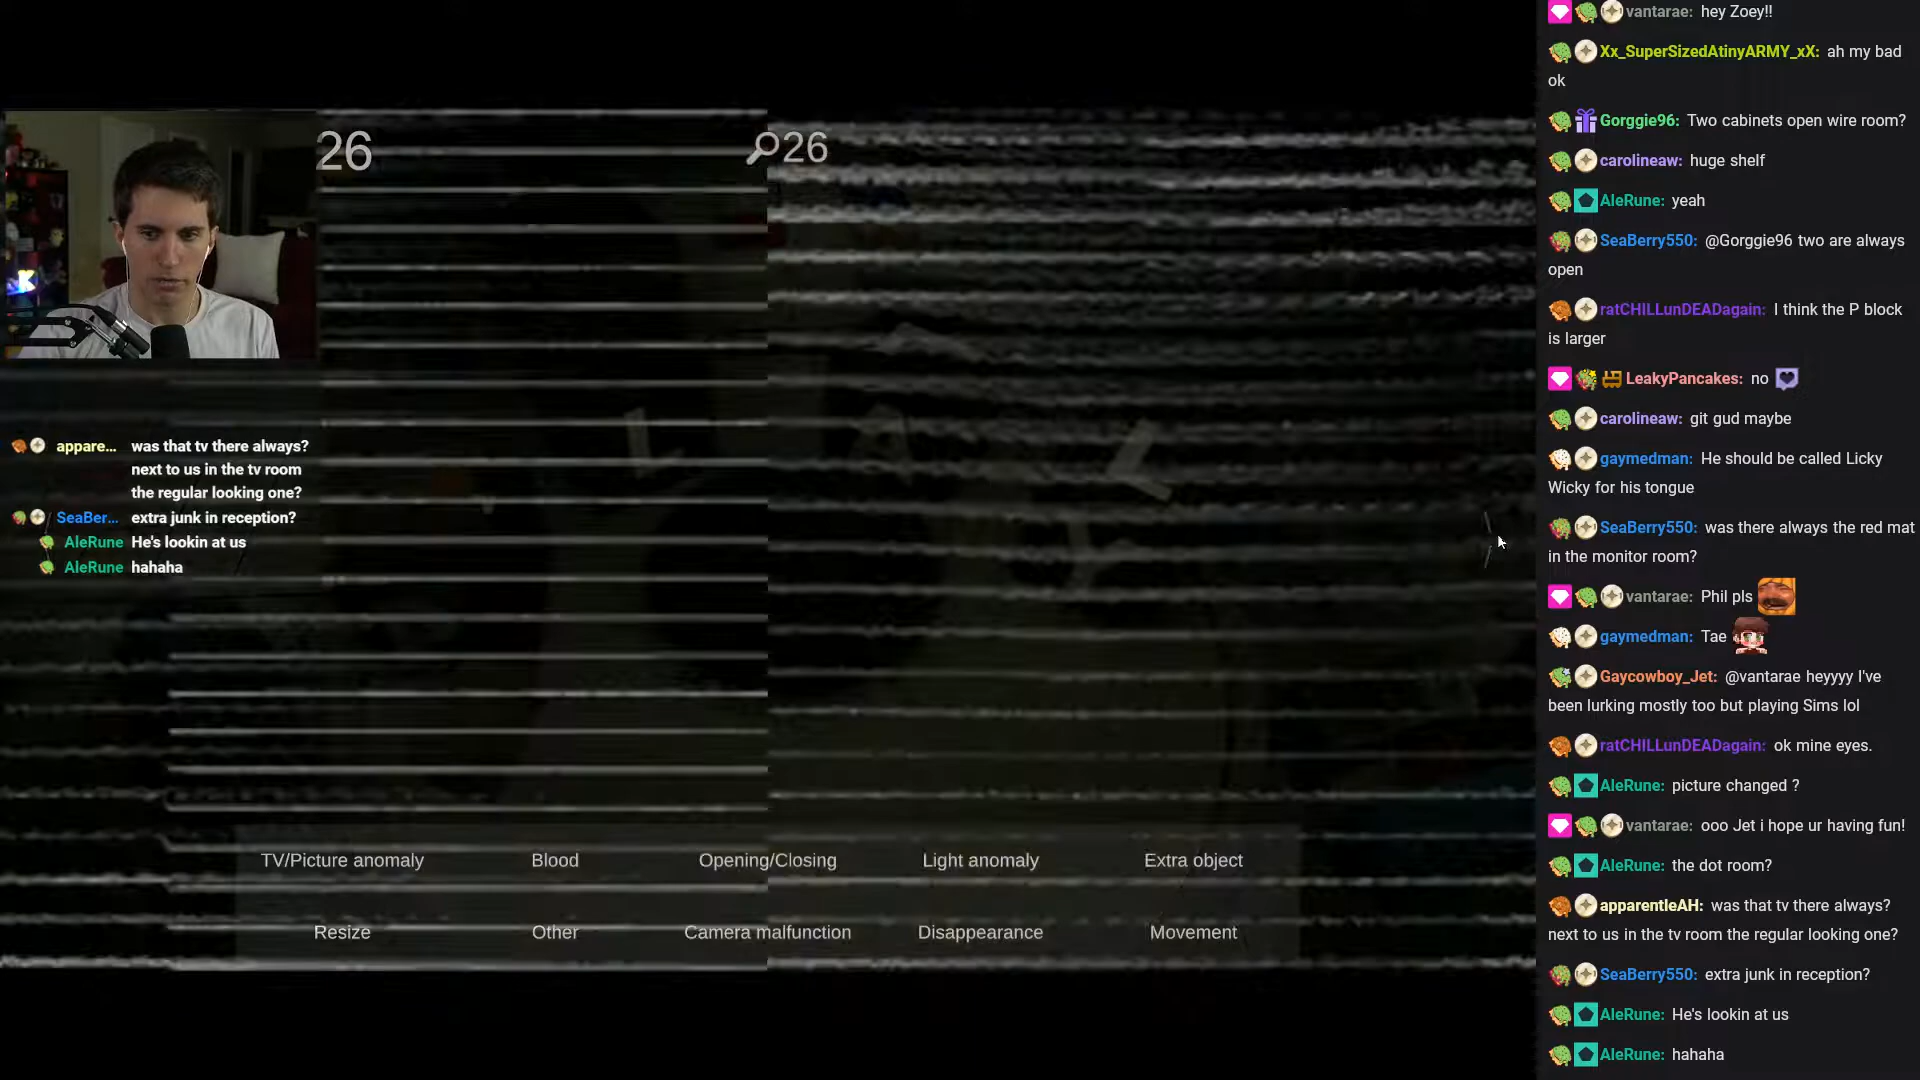 26
26
appare... was that tv there always?
next to us in the tv room
the regular looking one?
SeaBer... extra junk in reception?
AleRune He's lookin at us
AleRune hahaha
P L A Y
TV/Picture anomaly Blood Opening/Closing Light anomaly Extra object
Resize Other Camera malfunction Disappearance Movement
vantarae: hey Zoey!!
Xx_SuperSizedAtinyARMY_xX: ah my bad
ok
Gorggie96: Two cabinets open wire room?
carolineaw: huge shelf
AleRune: yeah
SeaBerry550: @Gorggie96 two are always
open
ratCHILLunDEADagain: I think the P block
is larger
LeakyPancakes: no
carolineaw: git gud maybe
gaymedman: He should be called Licky
Wicky for his tongue
SeaBerry550: was there always the red mat
in the monitor room?
vantarae: Phil pls
gaymedman: Tae
Gaycowboy_Jet: @vantarae heyyyy I've
been lurking mostly too but playing Sims lol
ratCHILLunDEADagain: ok mine eyes.
AleRune: picture changed ?
vantarae: ooo Jet i hope ur having fun!
AleRune: the dot room?
apparentleAH: was that tv there always?
next to us in the tv room the regular looking one?
SeaBerry550: extra junk in reception?
AleRune: He's lookin at us
AleRune: hahaha